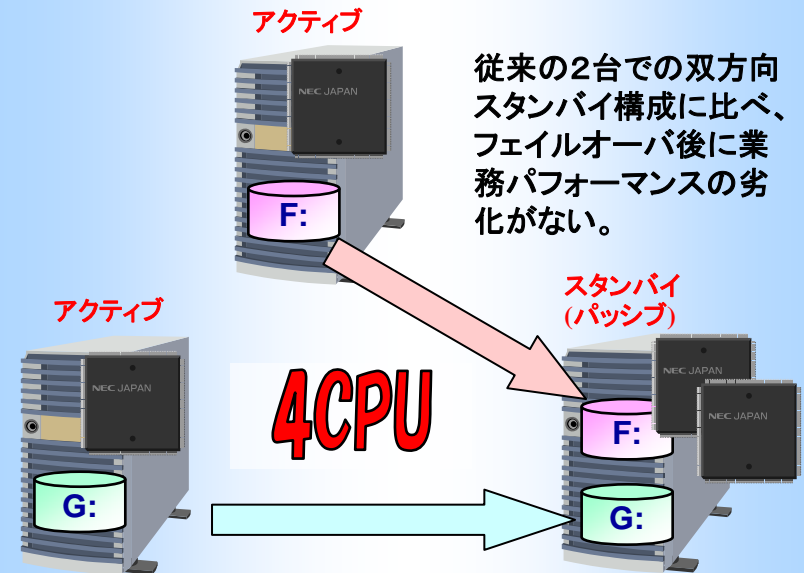 アクティブ
従来の２台での双方向
スタンバイ構成に比べ、
フェイルオーバ後に業
務パフォーマンスの劣
化がない。
NEC JAPAN
F:
スタンバイ
(パッシブ)
アクティブ
NEC JAPAN
G:
4CPU
NEC JAPAN
NEC JAPAN
F:
G: